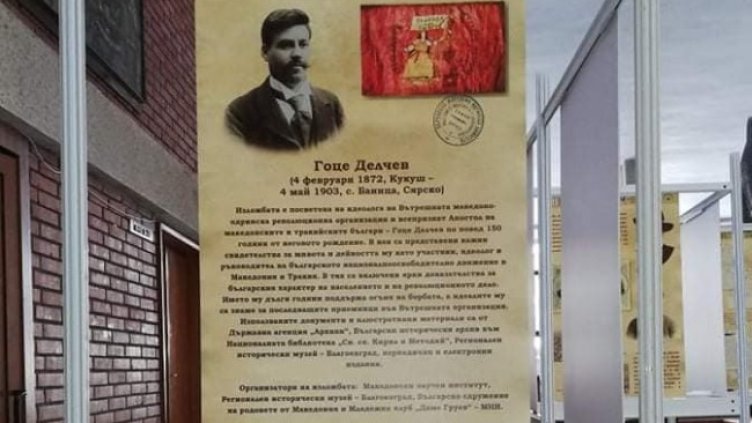 Гоце Делчев
(4 февруари 1872, Кукуш –
4 май 1903, с. Баница, Сярско)
Изложбата е посветена на идеолога на Вътрешната македоно-
одринска революционна организация и всепризнат Апостол на
македонските и тракийските българи – Гоце Делчев по повод 150
години от неговото рождение. В нея са представени важни
свидетелства за живота и дейността му като участник, идеолог и
ръководител на българското националноосвободително движение в
Македония и Тракия. В тях са включени ярки доказателства за
българския характер на населението и на революционното дело.
Името му дълги години поддържа огъня на борбата, а идеалите му
са знаме за последващите приемници във Вътрешната организация.
Използваните документи и илюстративни материали са от
Държавна агенция „Архиви“, Български исторически архив към
Националната библиотека „Св. св. Кирил и Методий“, Регионален
исторически музей – Благоевград, периодични и електронни
издания.
Организатори на изложбата: Македонски научен институт,
Регионален исторически музей – Благоевград, Българско сдружение
на родовете от Македония и Младежки клуб „Даме Груев“ – МНИ.